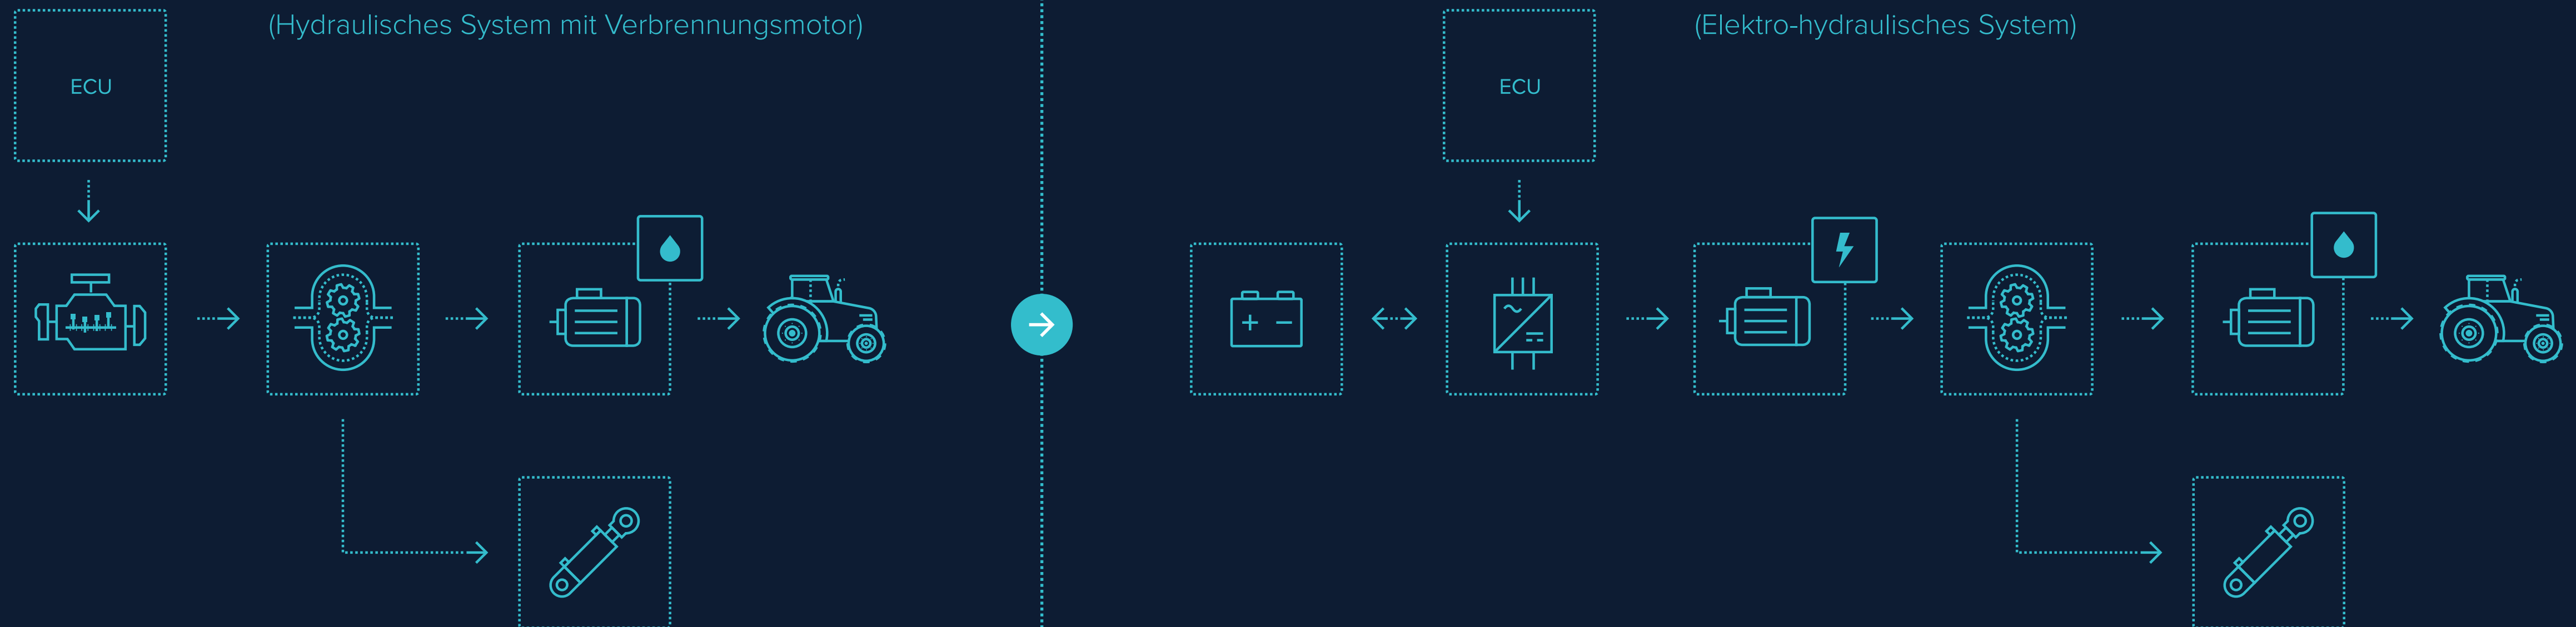 (Hydraulisches System mit Verbrennungsmotor)
ECU
(Elektro-hydraulisches System)
ECU